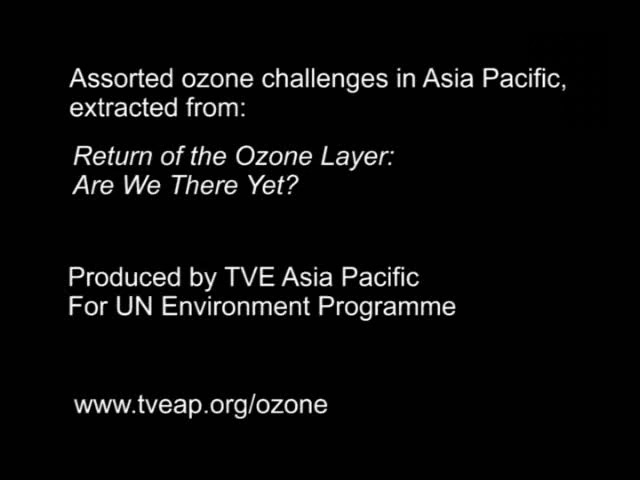 Assorted ozone challenges in Asia Pacific,
extracted from:
Return of the Ozone Layer:
Are We There Yet?
Produced by TVE Asia Pacific
For UN Environment Programme
www.tveap.org/ozone